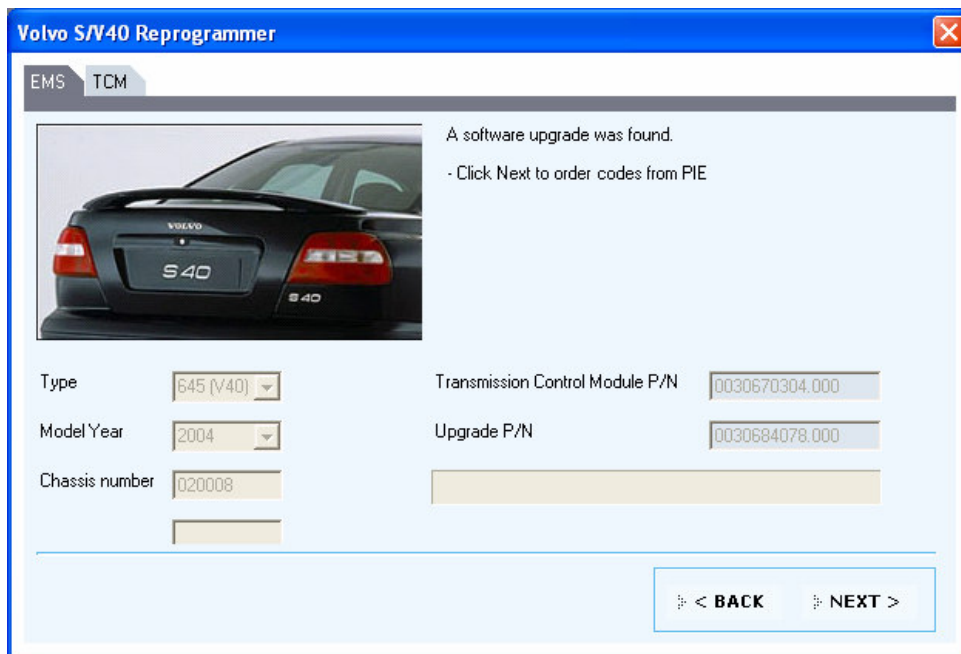 Volvo S/V40 Reprogrammer
EMS TCM
A software upgrade was found.
- Click Next to order codes from PIE
VOLVO
S40
S40
Type 645 (V40) Transmission Control Module P/N 0030670304.000
Model Year 2004 Upgrade P/N 0030684078.000
Chassis number 020008
< BACK NEXT >